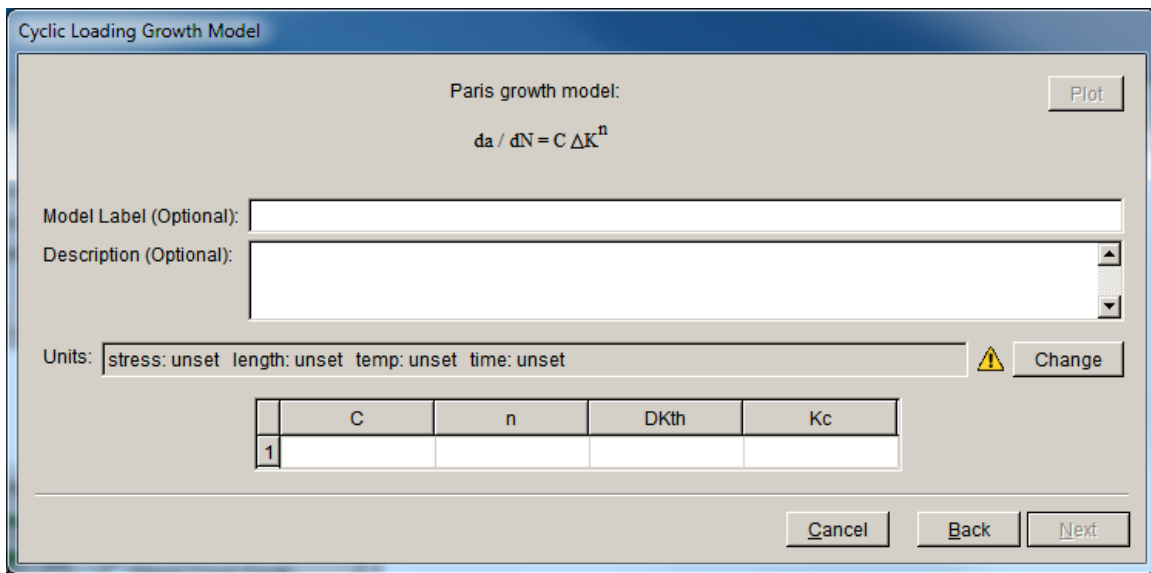 Cyclic Loading Growth Model
Paris growth model:
Plot
da / dN = C ΔK^n
Model Label (Optional):
Description (Optional):
Units: stress: unset length: unset temp: unset time: unset Change
C n DKth Kc
1
Cancel Back Next